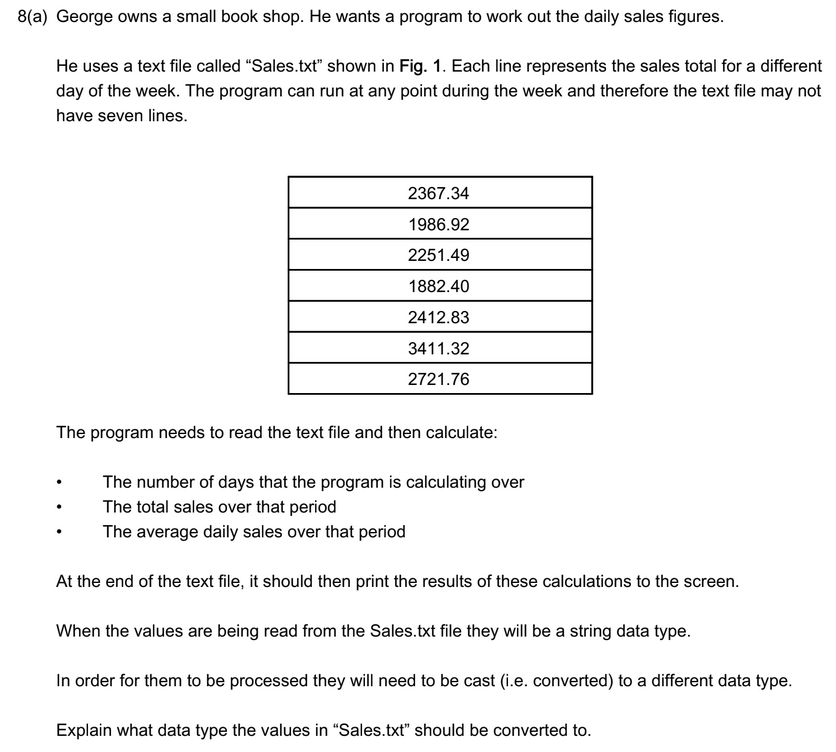 8(a) George owns a small book shop. He wants a program to work out the daily sales figures.
He uses a text file called “Sales.txt” shown in Fig. 1. Each line represents the sales total for a different
day of the week. The program can run at any point during the week and therefore the text file may not
have seven lines.
2367.34
1986.92
2251.49
1882.40
2412.83
3411.32
2721.76
The program needs to read the text file and then calculate:
• The number of days that the program is calculating over
• The total sales over that period
• The average daily sales over that period
At the end of the text file, it should then print the results of these calculations to the screen.
When the values are being read from the Sales.txt file they will be a string data type.
In order for them to be processed they will need to be cast (i.e. converted) to a different data type.
Explain what data type the values in “Sales.txt” should be converted to.